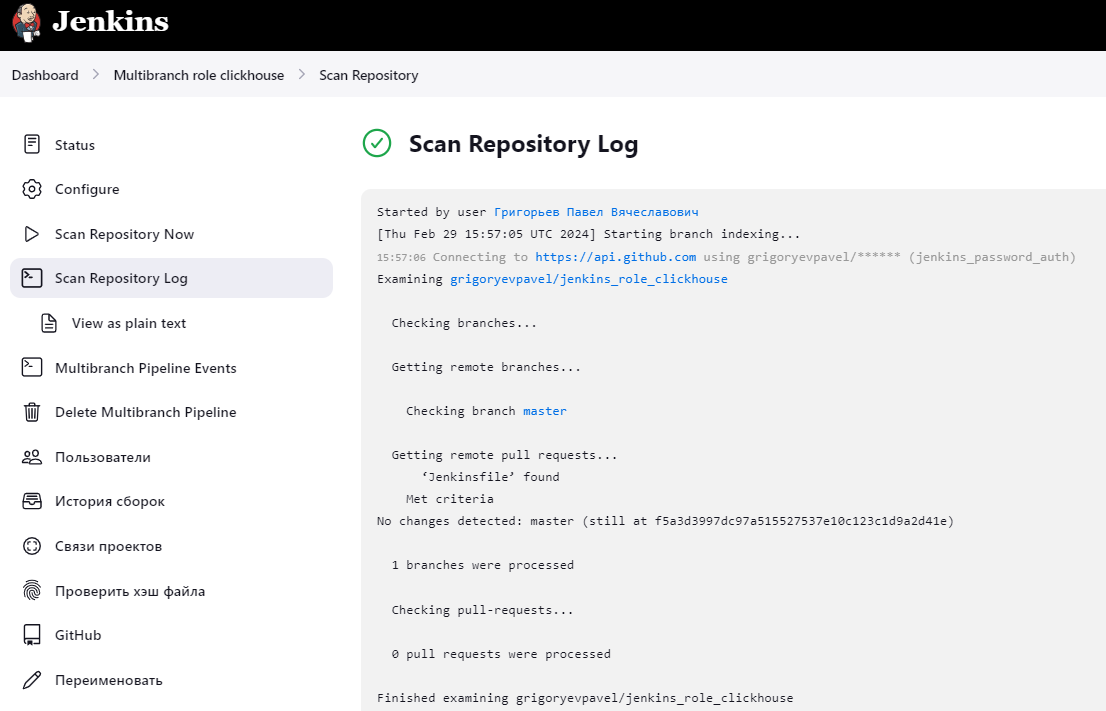 Jenkins
Dashboard > Multibranch role clickhouse > Scan Repository
Status
Configure
Scan Repository Now
Scan Repository Log
View as plain text
Multibranch Pipeline Events
Delete Multibranch Pipeline
Пользователи
История сборок
Связи проектов
Проверить хэш файла
GitHub
Переименовать
Scan Repository Log
Started by user Григорьев Павел Вячеславович
[Thu Feb 29 15:57:05 UTC 2024] Starting branch indexing...
15:57:06 Connecting to https://api.github.com using grigoryevpavel/****** (jenkins_password_auth)
Examining grigoryevpavel/jenkins_role_clickhouse
Checking branches...
Getting remote branches...
Checking branch master
Getting remote pull requests...
‘Jenkinsfile’ found
Met criteria
No changes detected: master (still at f5a3d3997dc97a515527537e10c123c1d9a2d41e)
1 branches were processed
Checking pull-requests...
0 pull requests were processed
Finished examining grigoryevpavel/jenkins_role_clickhouse